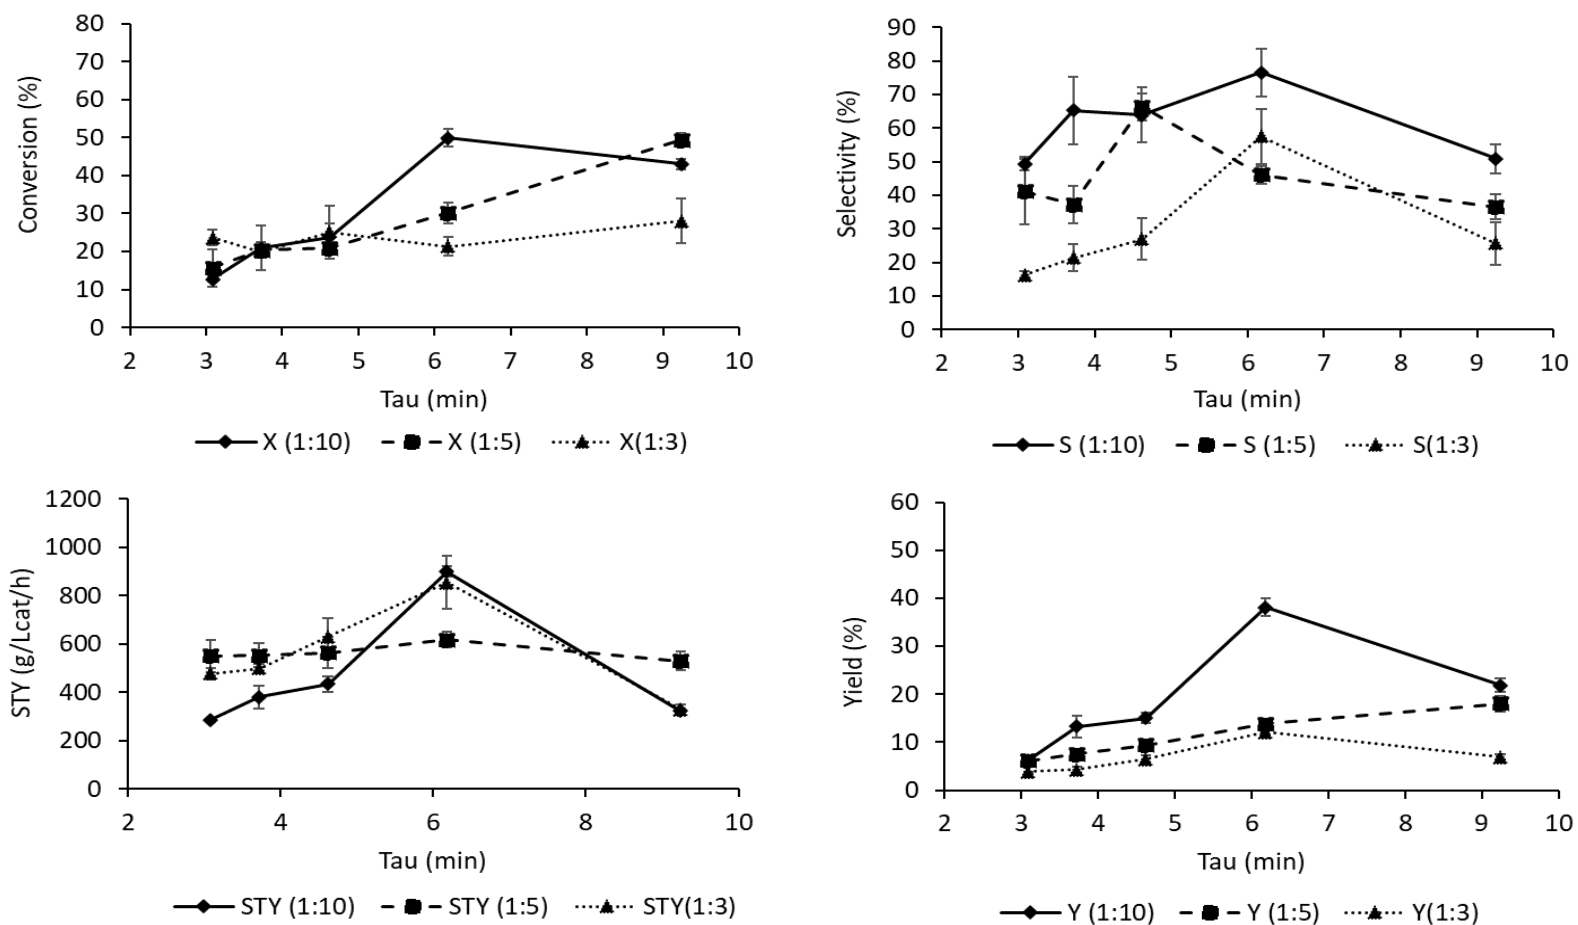 Conversion (%)
80
70
60
50
40
30
20
10
0
2 3 4 5 6 7 8 9 10
Tau (min)
X (1:10) X (1:5) X(1:3)
Selectivity (%)
90
80
70
60
50
40
30
20
10
0
2 3 4 5 6 7 8 9 10
Tau (min)
S (1:10) S (1:5) S(1:3)
STY (g/Lcat/h)
1200
1000
800
600
400
200
0
2 4 6 8 10
Tau (min)
STY (1:10) STY (1:5) STY(1:3)
Yield (%)
60
50
40
30
20
10
0
2 3 4 5 6 7 8 9 10
Tau (min)
Y (1:10) Y (1:5) Y(1:3)